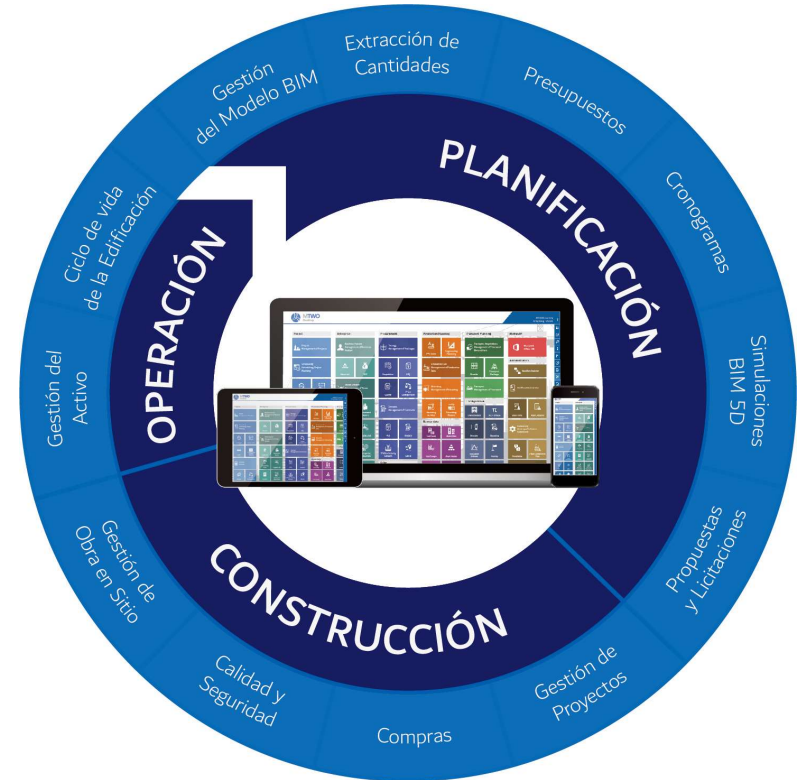 Extracción de
Cantidades
Presupuestos
Cronogramas
Simulaciones
BIM 5D
Propuestas
y Licitaciones
Gestión de
Proyectos
Compras
Calidad y
Seguridad
Gestión de
Obra en Sitio
Gestión del
Activo
Ciclo de vida
de la Edificación
Gestión
del Modelo BIM
PLANIFICACIÓN
CONSTRUCCIÓN
OPERACIÓN
MTWO